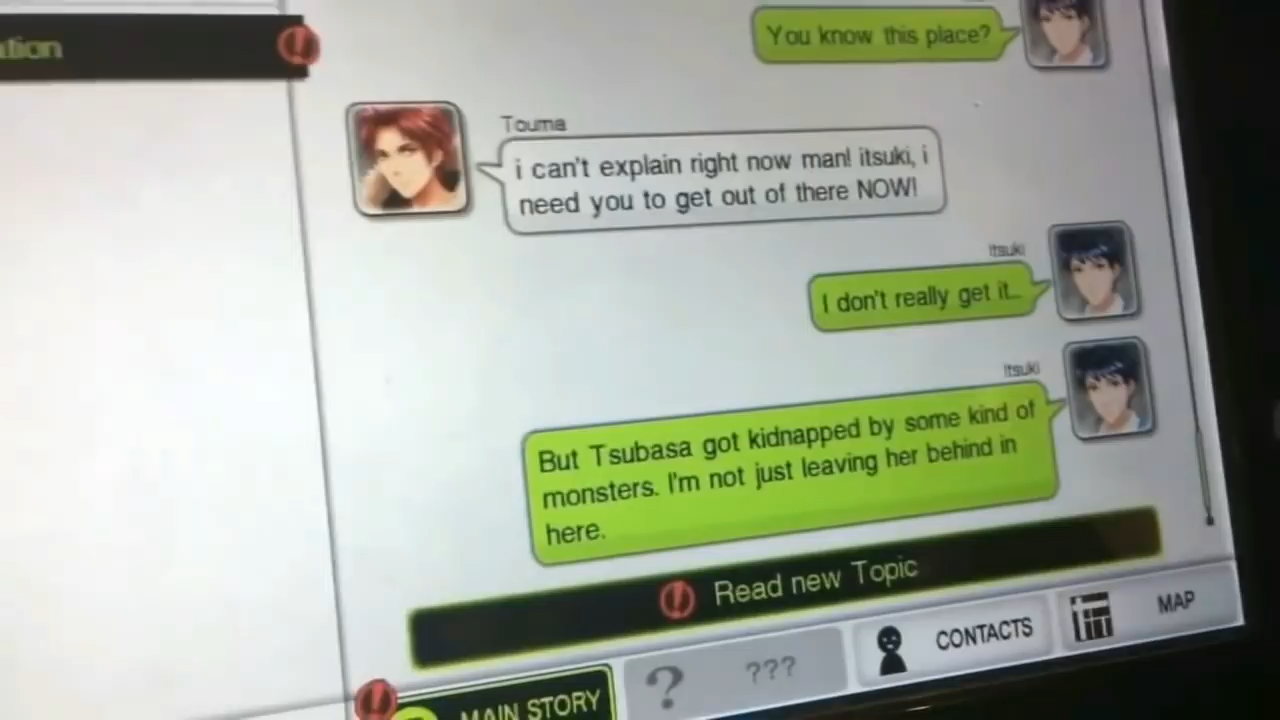 You know this place?
Touma
i can't explain right now man! itsuki, i
need you to get out of there NOW!
Itsuki
I don't really get it...
Itsuki
But Tsubasa got kidnapped by some kind of
monsters. I'm not just leaving her behind in
here.
Read new Topic
MAIN STORY
? ???
CONTACTS
MAP